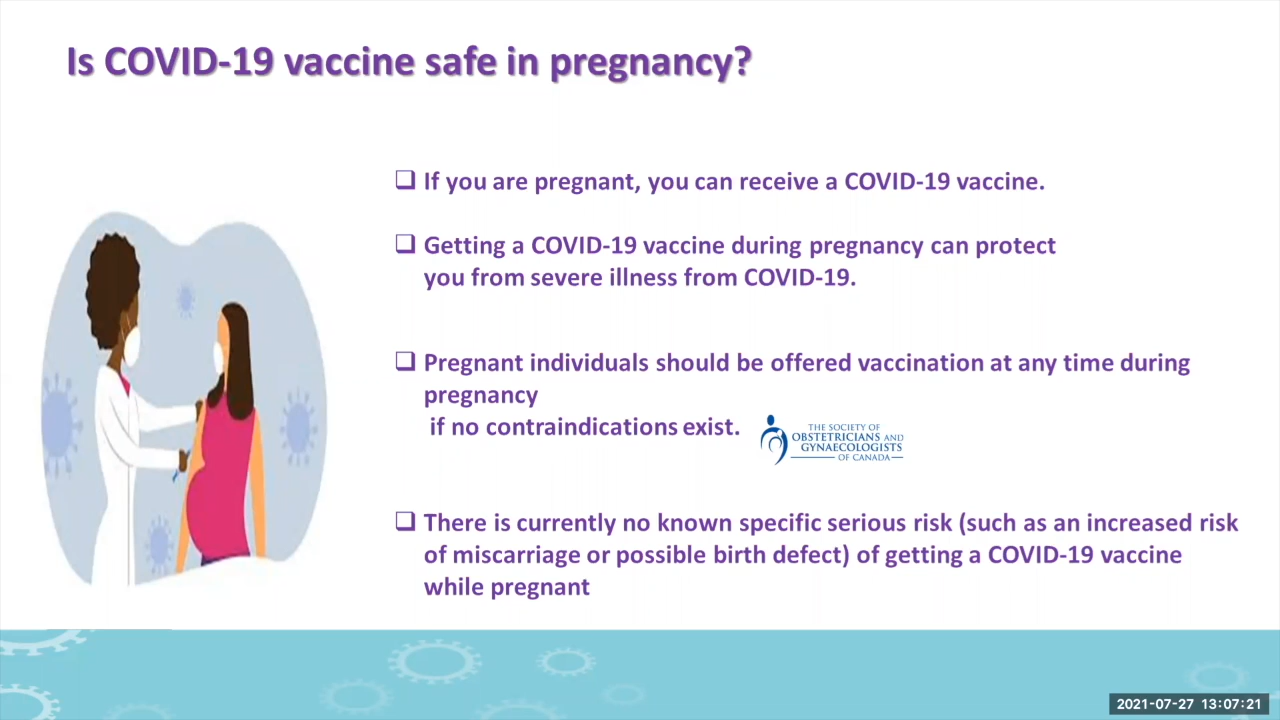 Is COVID-19 vaccine safe in pregnancy?
❑ If you are pregnant, you can receive a COVID-19 vaccine.
❑ Getting a COVID-19 vaccine during pregnancy can protect
you from severe illness from COVID-19.
❑ Pregnant individuals should be offered vaccination at any time during
pregnancy
if no contraindications exist.
THE SOCIETY OF
OBSTETRICIANS AND
GYNAECOLOGISTS
OF CANADA
❑ There is currently no known specific serious risk (such as an increased risk
of miscarriage or possible birth defect) of getting a COVID-19 vaccine
while pregnant
2021-07-27 13:07:21